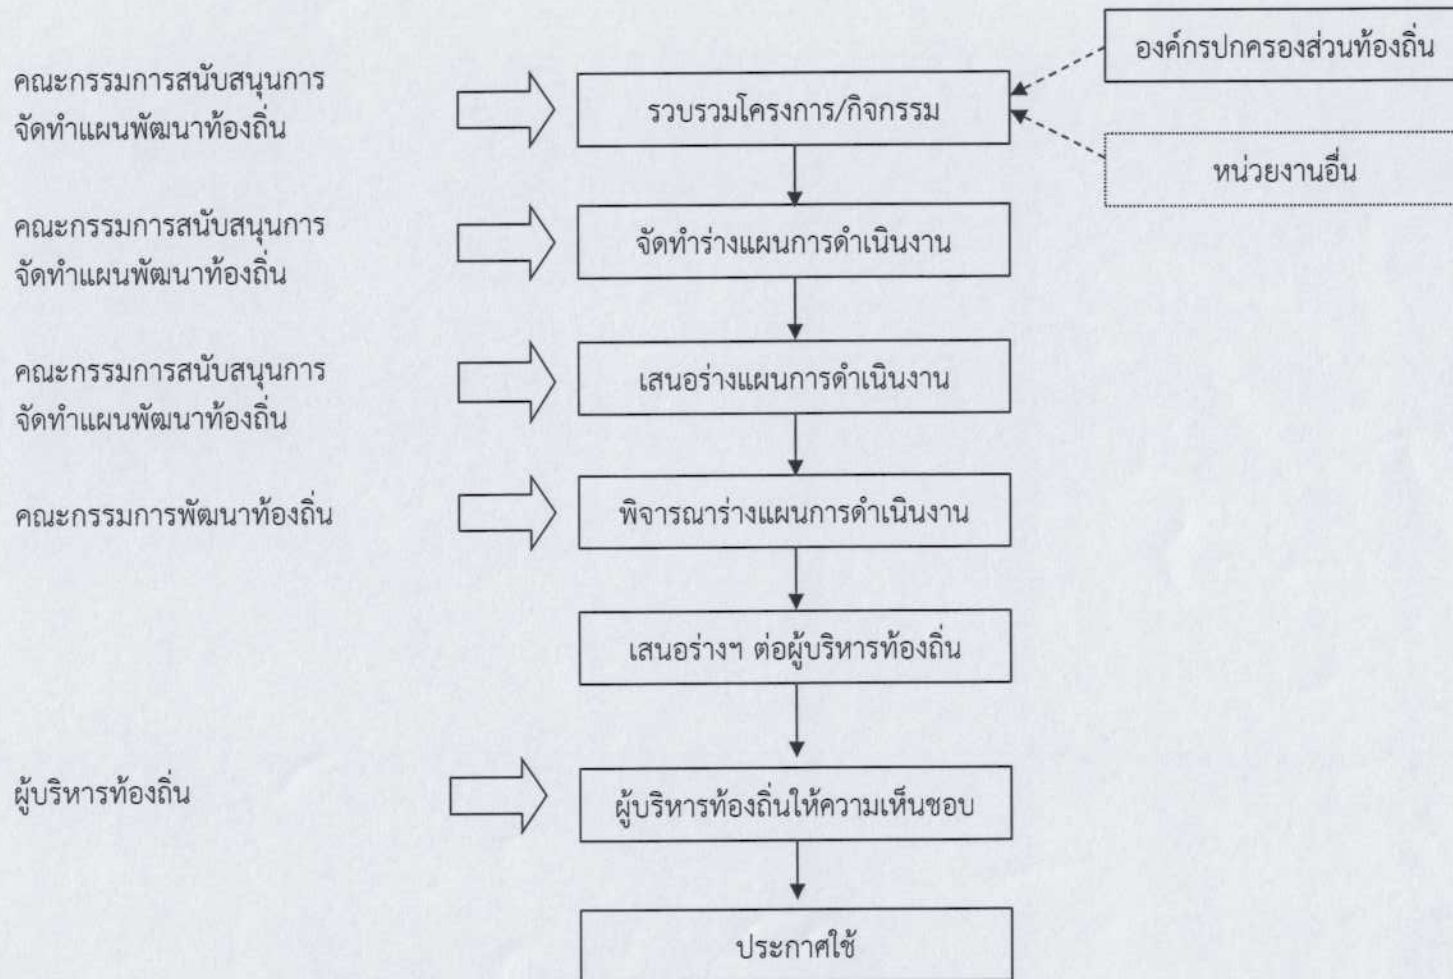 องค์กรปกครองส่วนท้องถิ่น
คณะกรรมการสนับสนุนการ
จัดทำแผนพัฒนาท้องถิ่น
รวบรวมโครงการ/กิจกรรม
หน่วยงานอื่น
คณะกรรมการสนับสนุนการ
จัดทำแผนพัฒนาท้องถิ่น
จัดทำร่างแผนการดำเนินงาน
คณะกรรมการสนับสนุนการ
จัดทำแผนพัฒนาท้องถิ่น
เสนอร่างแผนการดำเนินงาน
คณะกรรมการพัฒนาท้องถิ่น
พิจารณาร่างแผนการดำเนินงาน
เสนอร่างฯ ต่อผู้บริหารท้องถิ่น
ผู้บริหารท้องถิ่น
ผู้บริหารท้องถิ่นให้ความเห็นชอบ
ประกาศใช้